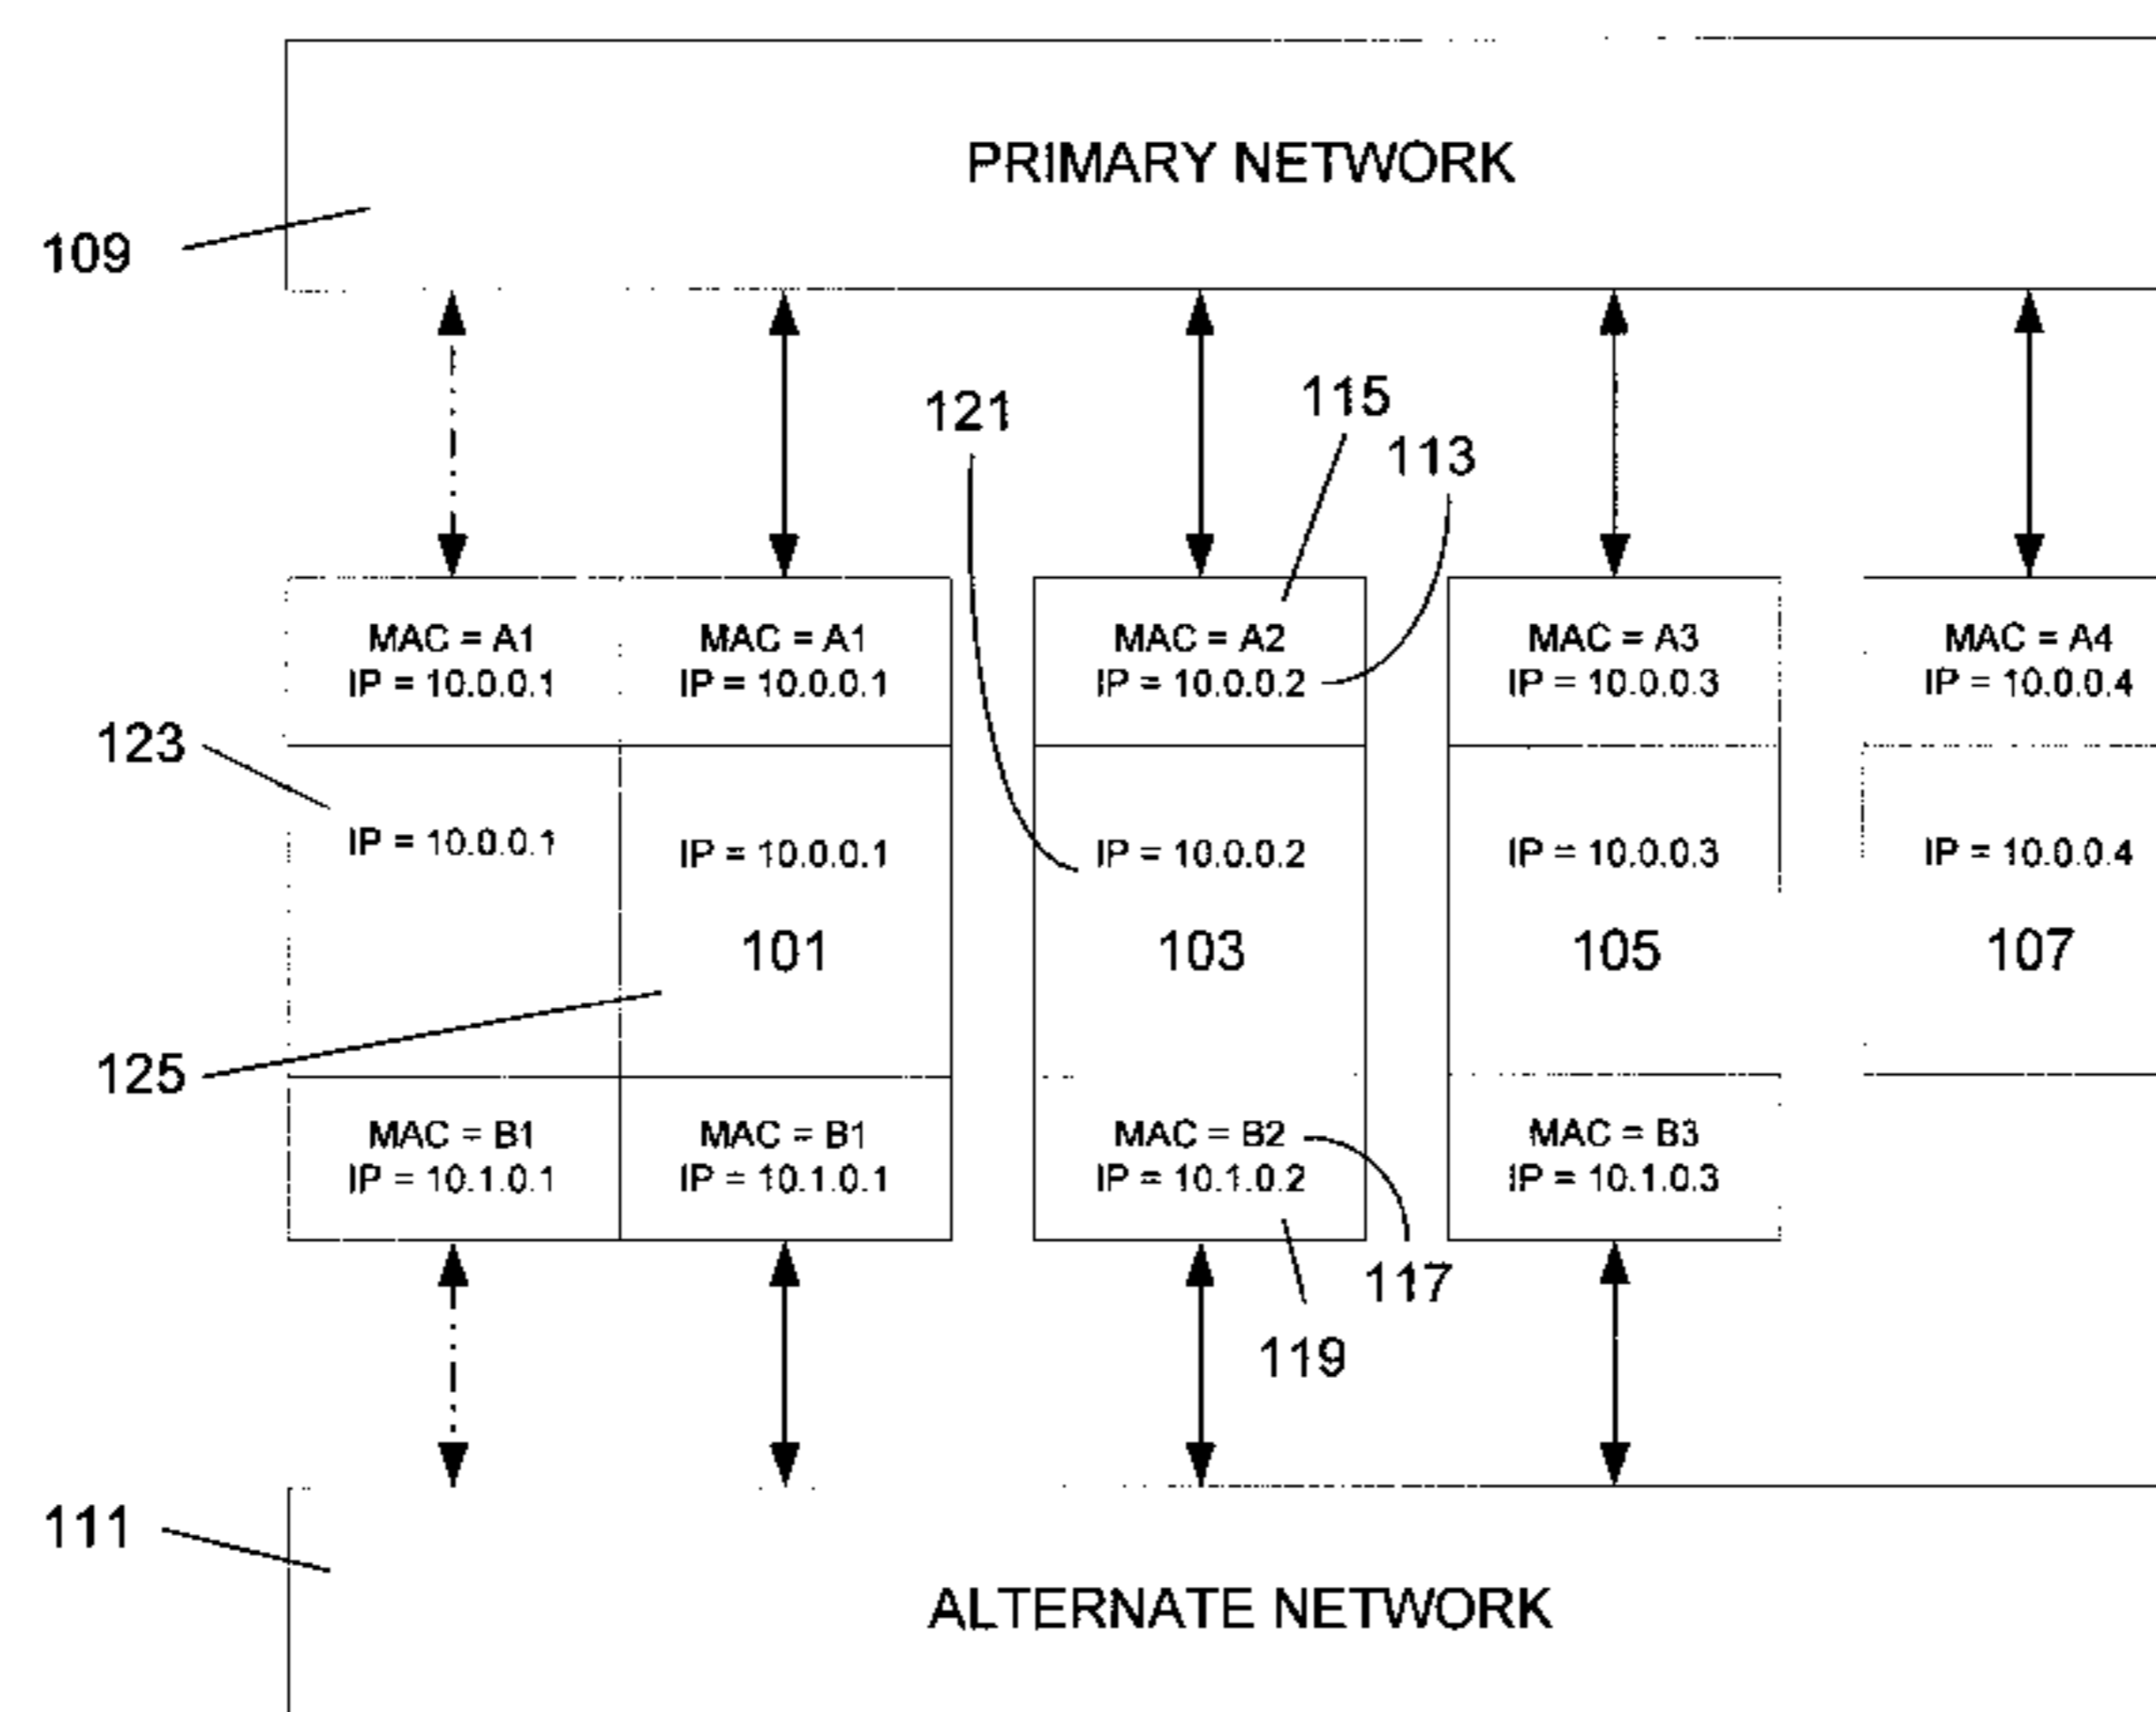 PRIMARY NETWORK
109
121
115
113
MAC = A1
IP = 10.0.0.1
MAC = A1
IP = 10.0.0.1
MAC = A2
IP = 10.0.0.2
MAC = A3
IP = 10.0.0.3
MAC = A4
IP = 10.0.0.4
123
IP = 10.0.0.1
IP = 10.0.0.1
101
IP = 10.0.0.2
103
IP = 10.0.0.3
105
IP = 10.0.0.4
107
125
MAC = B1
IP = 10.1.0.1
MAC = B1
IP = 10.1.0.1
MAC = B2
IP = 10.1.0.2
MAC = B3
IP = 10.1.0.3
117
119
111
ALTERNATE NETWORK